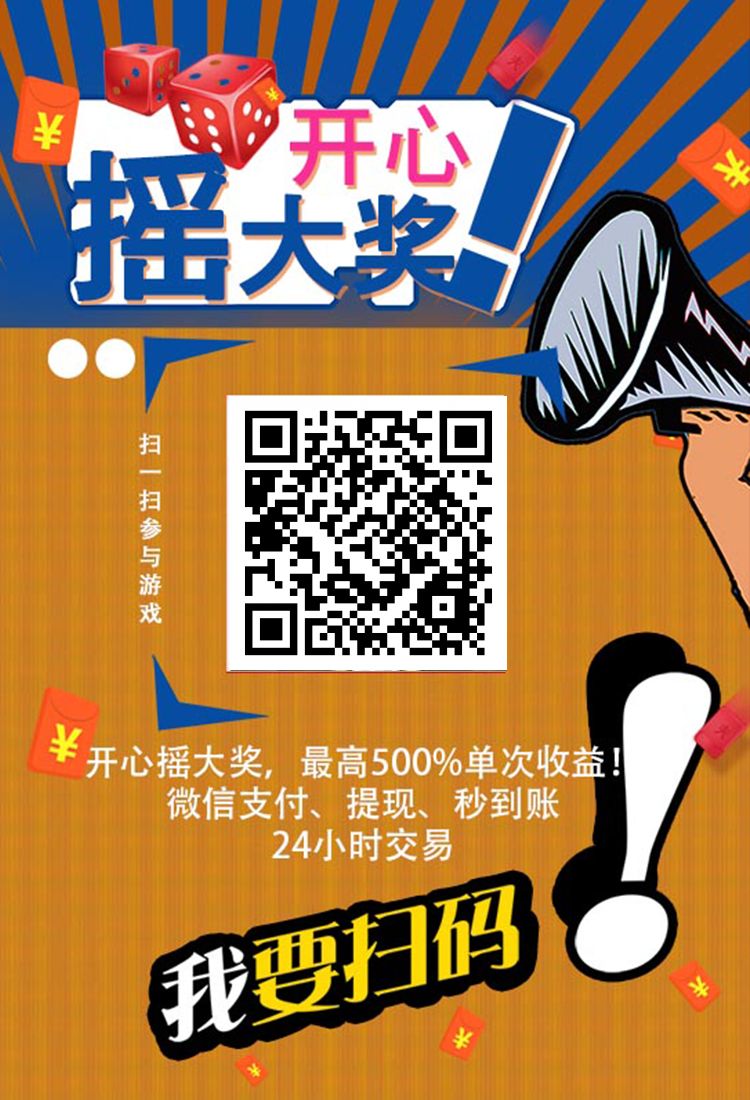 开心
摇大奖!
扫一扫参与游戏
开心摇大奖，最高500%单次收益!
微信支付、提现、秒到账
24小时交易
我要扫码
¥
¥
¥
¥
¥
¥
¥